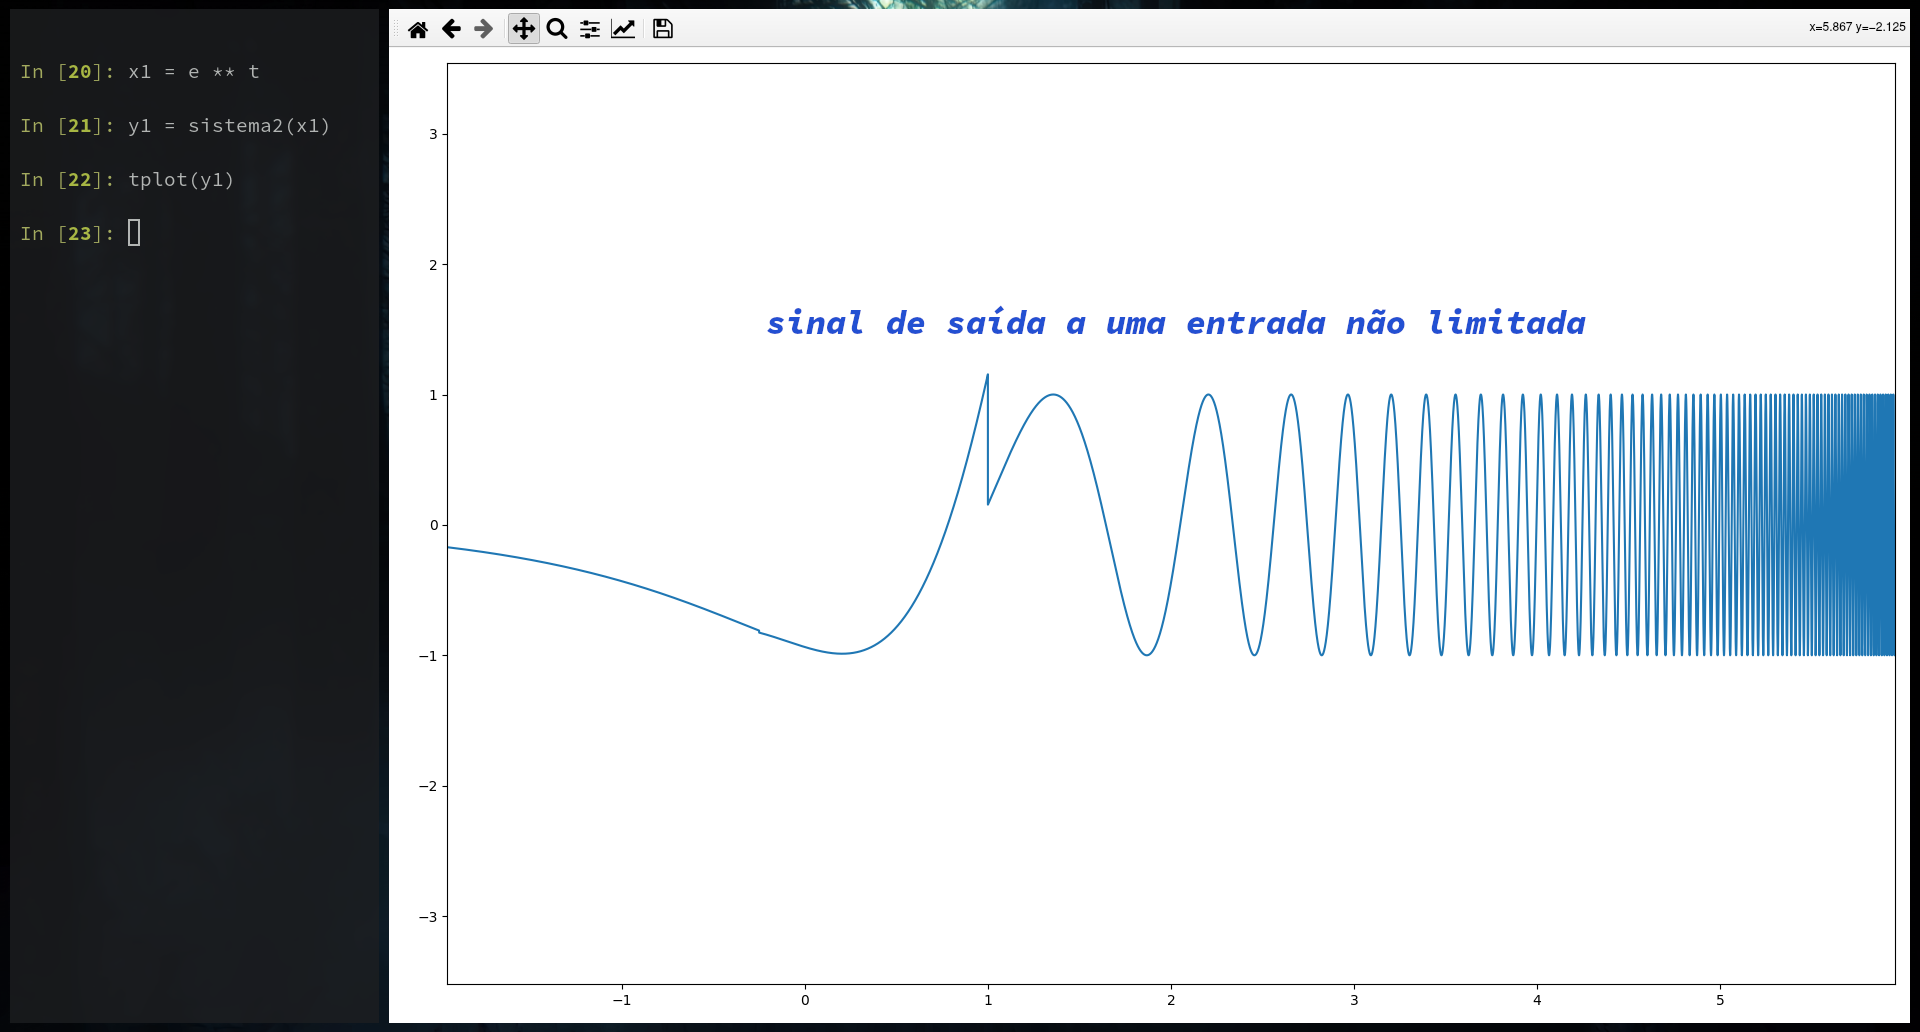 In [20]: x1 = e ** t
In [21]: y1 = sistema2(x1)
In [22]: tplot(y1)
In [23]:
x=5.867 y=−2.125
sinal de saída a uma entrada não limitada
3
2
1
0
−1
−2
−3
−1 0 1 2 3 4 5